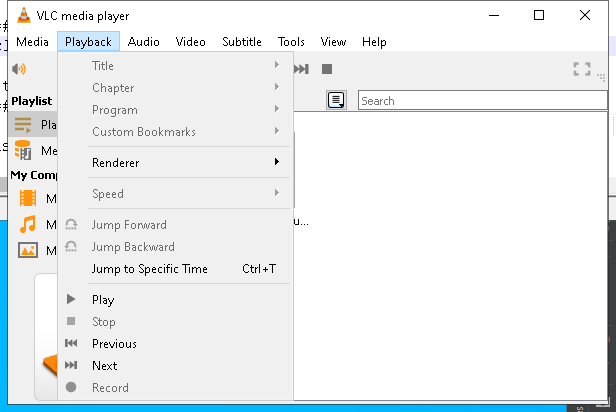 VLC media player
Media Playback Audio Video Subtitle Tools View Help
Title
Chapter
Search
Playlist
Program
Pla
Custom Bookmarks
Me
Renderer
My Comp
Speed
M
Jump Forward
u...
M
Jump Backward
M
Jump to Specific Time Ctrl+T
Play
Stop
Previous
Next
Record